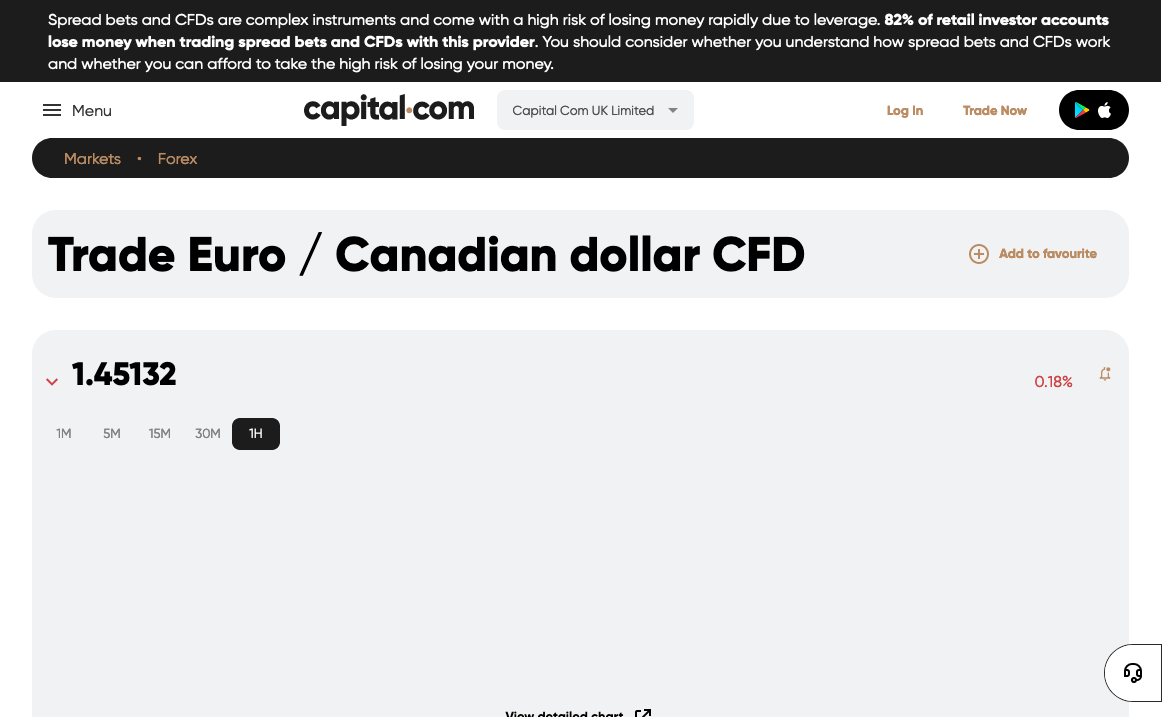 Spread bets and CFDs are complex instruments and come with a high risk of losing money rapidly due to leverage. 82% of retail investor accounts
lose money when trading spread bets and CFDs with this provider. You should consider whether you understand how spread bets and CFDs work
and whether you can afford to take the high risk of losing your money.
Menu
capital.com
Capital Com UK Limited
Log In
Trade Now
Markets • Forex
Trade Euro / Canadian dollar CFD
Add to favourite
1.45132
0.18%
1M 5M 15M 30M 1H
View detailed chart